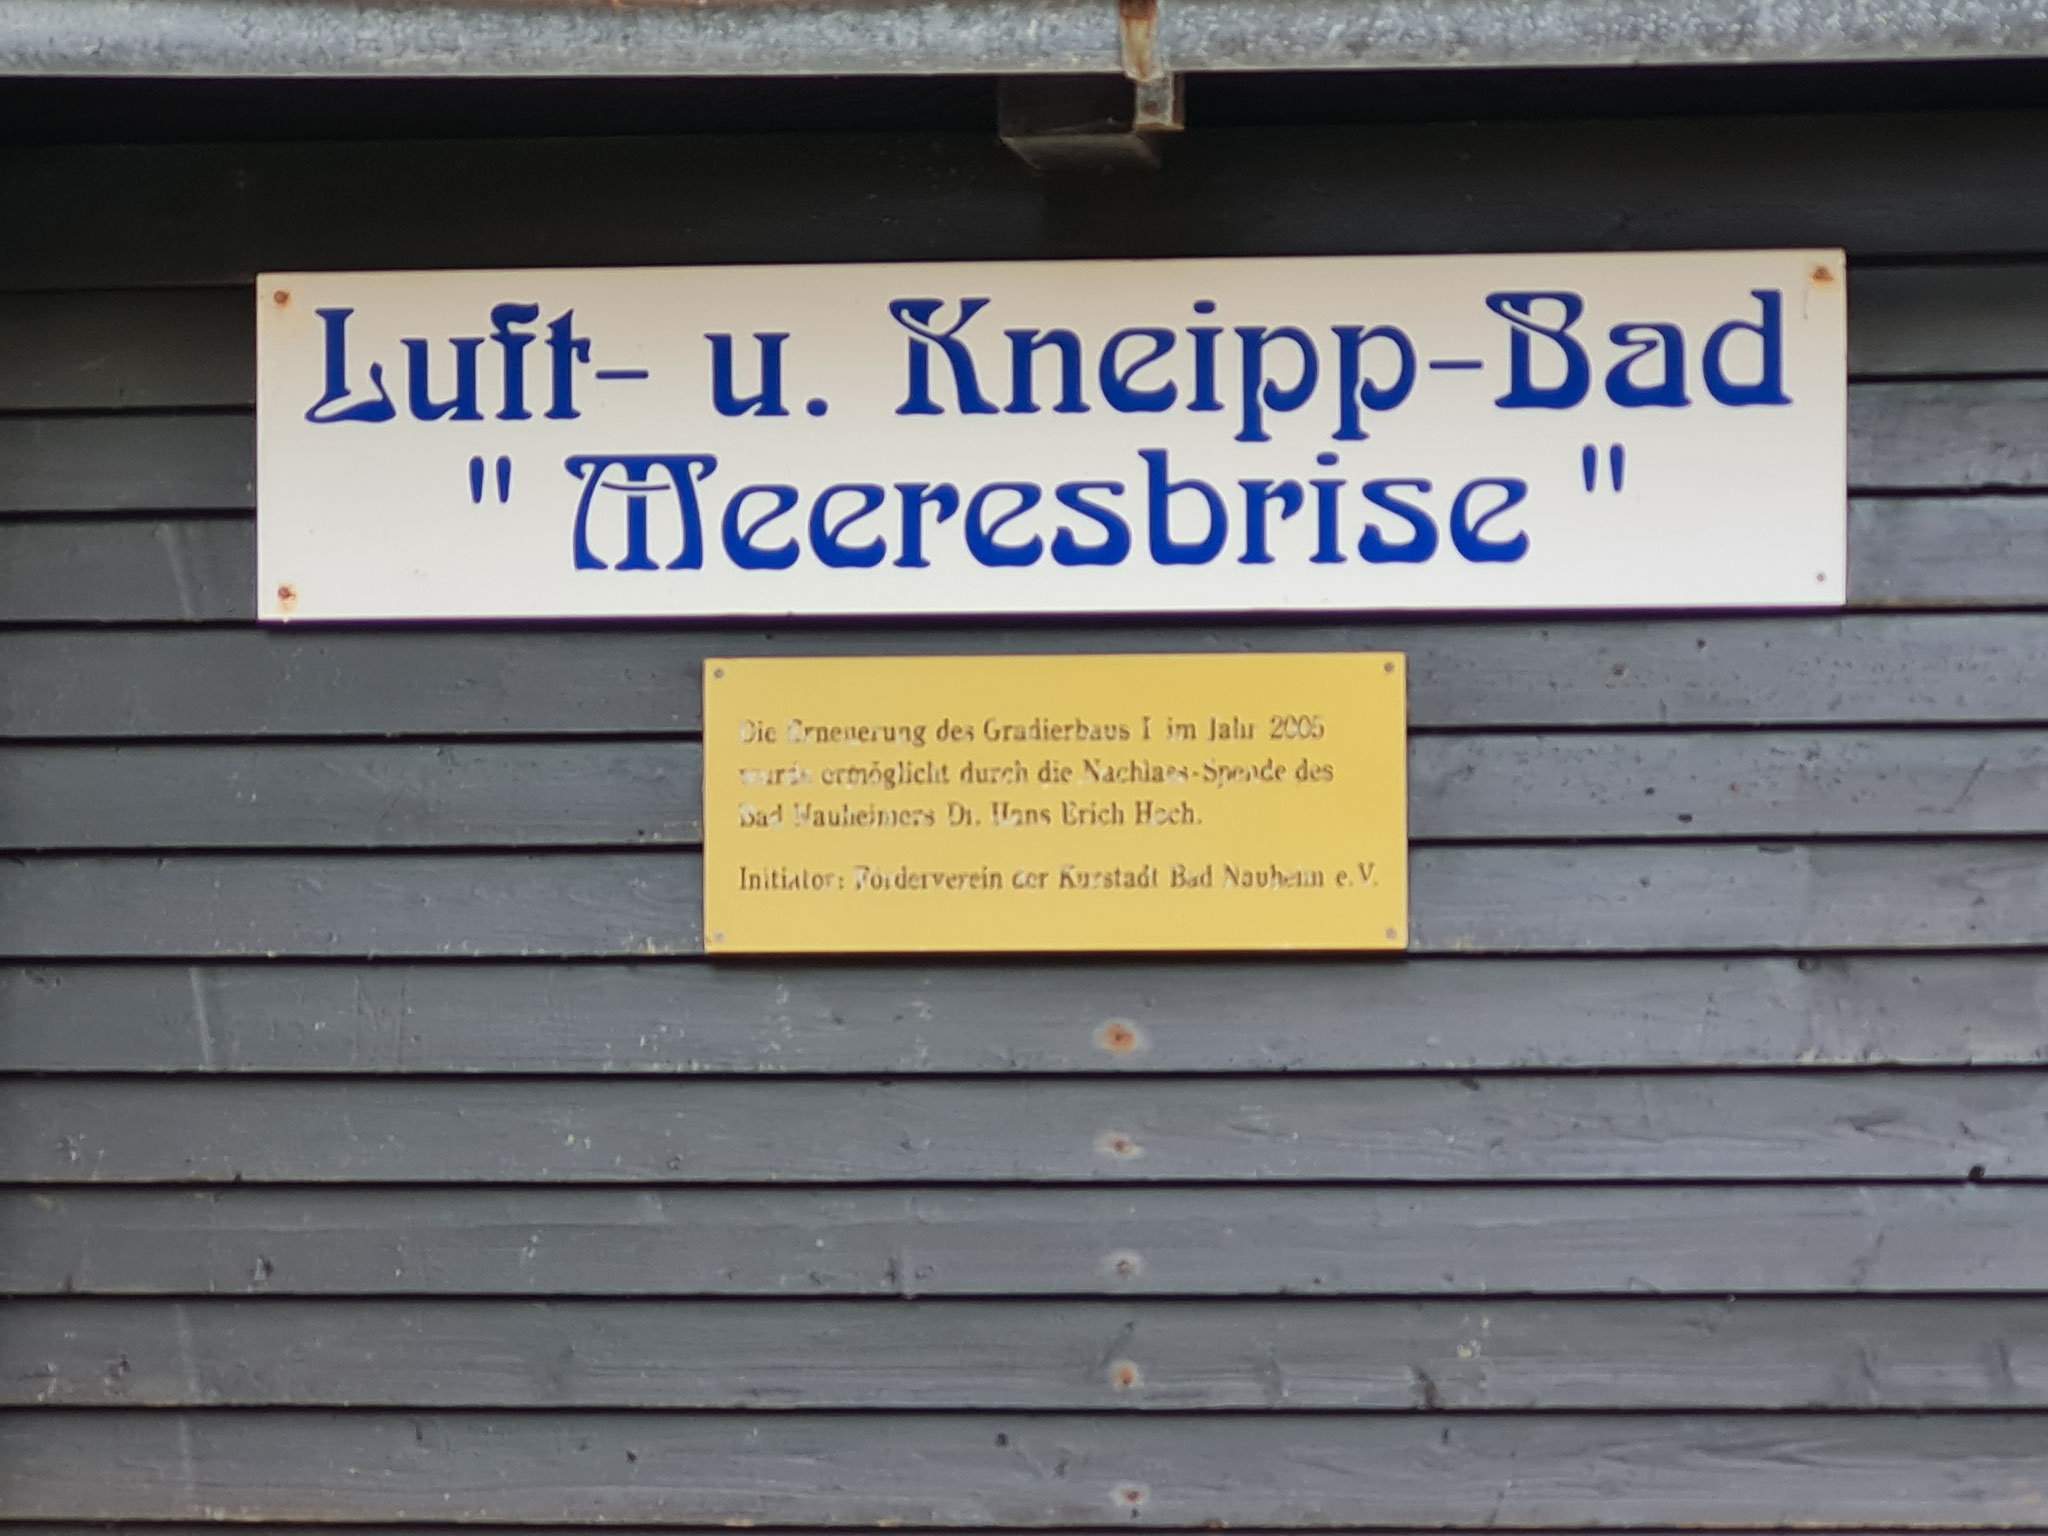 Luft- u. Kneipp-Bad
" Meeresbrise "
Die Erneuerung des Gradierbaus I im Jahr 2005
wurde ermöglicht durch die Nachlass-Spende des
Bad Nauheimers Dr. Hans Erich Hoch.
Initiator: Förderverein der Kurstadt Bad Nauheim e.V.